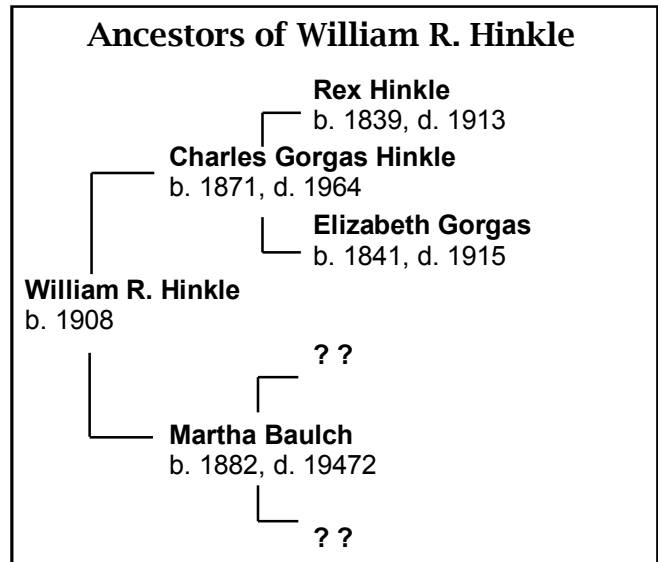 Ancestors of William R. Hinkle
Rex Hinkle
b. 1839, d. 1913
Charles Gorgas Hinkle
b. 1871, d. 1964
Elizabeth Gorgas
b. 1841, d. 1915
William R. Hinkle
b. 1908
? ?
Martha Baulch
b. 1882, d. 19472
? ?